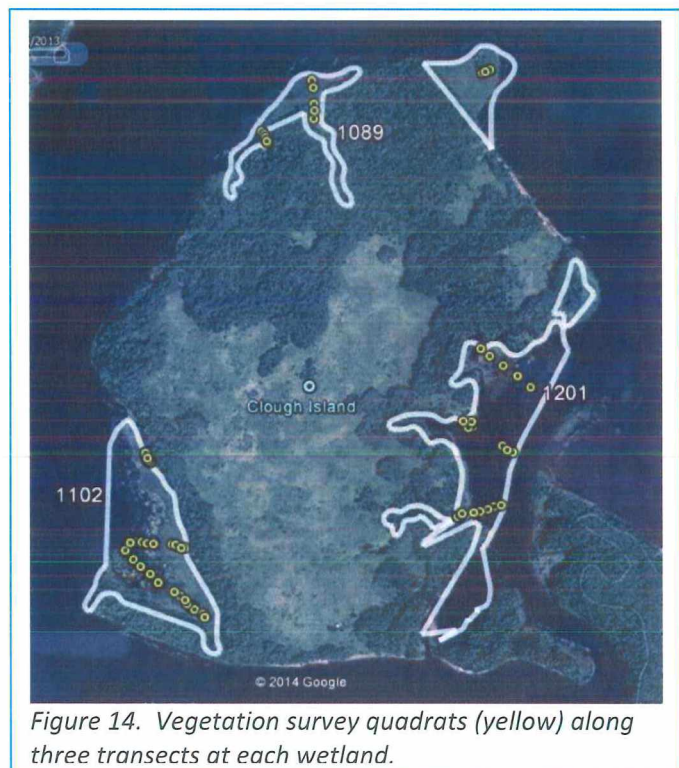 /2013
1089
1201
Clough Island
1102
© 2014 Google
Figure 14. Vegetation survey quadrats (yellow) along
three transects at each wetland.